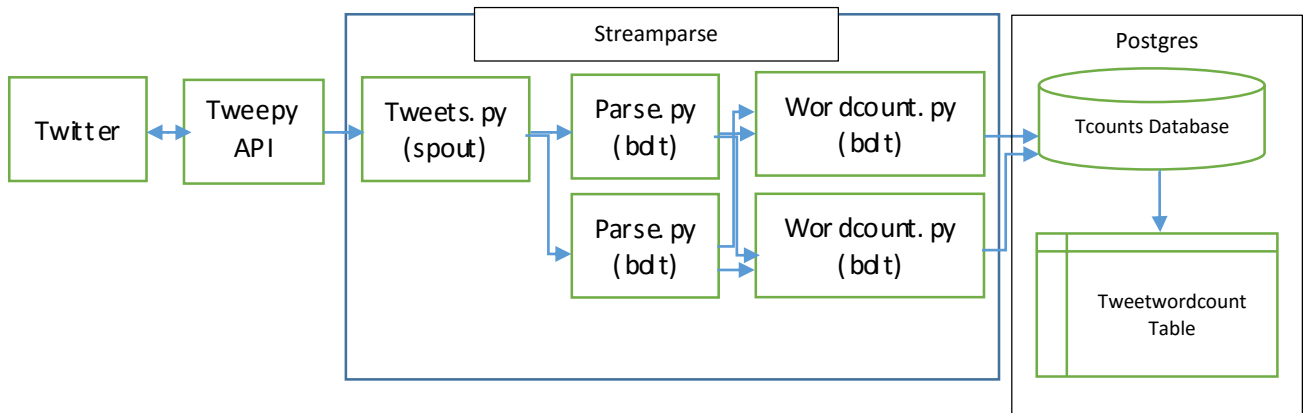 Streamparse
Postgres
Twitter
Tweepy
API
Tweets.py
(spout)
Parse.py
(bolt)
Wordcount.py
(bolt)
Tcounts Database
Parse.py
(bolt)
Wordcount.py
(bolt)
Tweetwordcount
Table